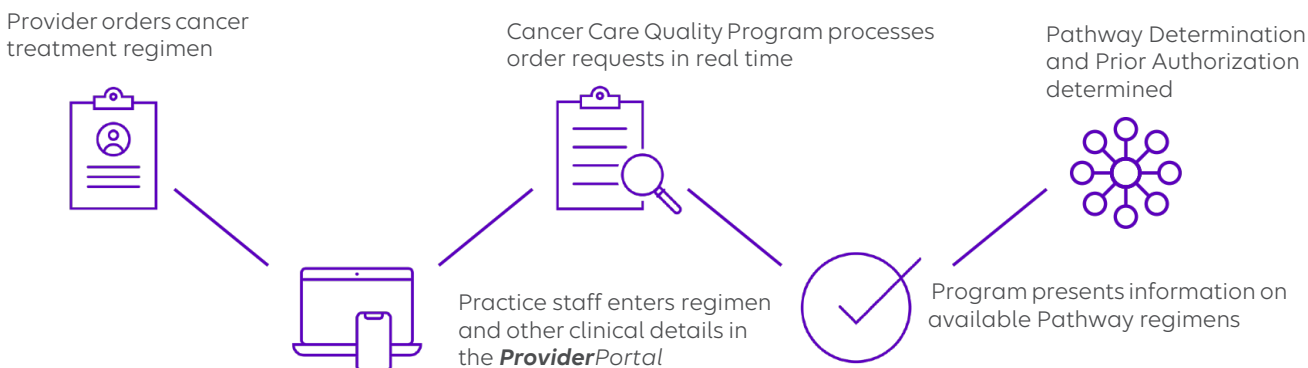 Provider orders cancer
treatment regimen
Practice staff enters regimen
and other clinical details in
the ProviderPortal
Cancer Care Quality Program processes
order requests in real time
Program presents information on
available Pathway regimens
Pathway Determination
and Prior Authorization
determined